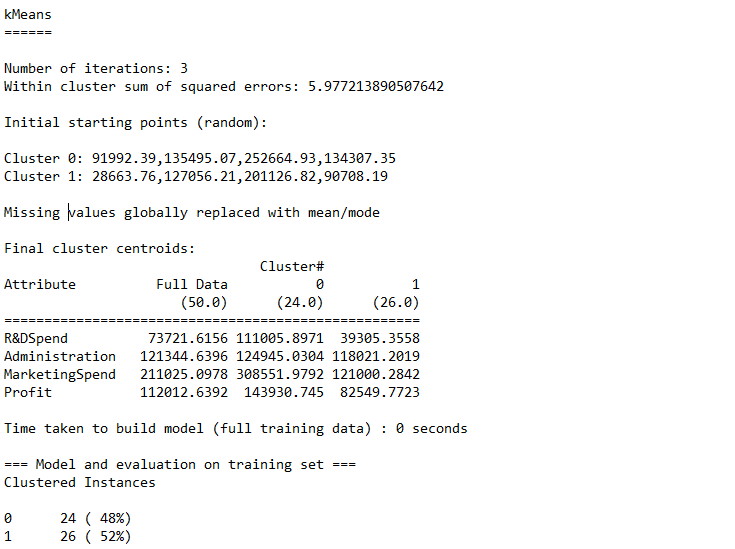 kMeans
======
Number of iterations: 3
Within cluster sum of squared errors: 5.977213890507642
Initial starting points (random):
Cluster 0: 91992.39,135495.07,252664.93,134307.35
Cluster 1: 28663.76,127056.21,201126.82,90708.19
Missing values globally replaced with mean/mode
Final cluster centroids:
Cluster#
Attribute Full Data 0 1
(50.0) (24.0) (26.0)
====================================================
R&DSpend 73721.6156 111005.8971 39305.3558
Administration 121344.6396 124945.0304 118021.2019
MarketingSpend 211025.0978 308551.9792 121000.2842
Profit 112012.6392 143930.745 82549.7723
Time taken to build model (full training data) : 0 seconds
=== Model and evaluation on training set ===
Clustered Instances
0 24 ( 48%)
1 26 ( 52%)